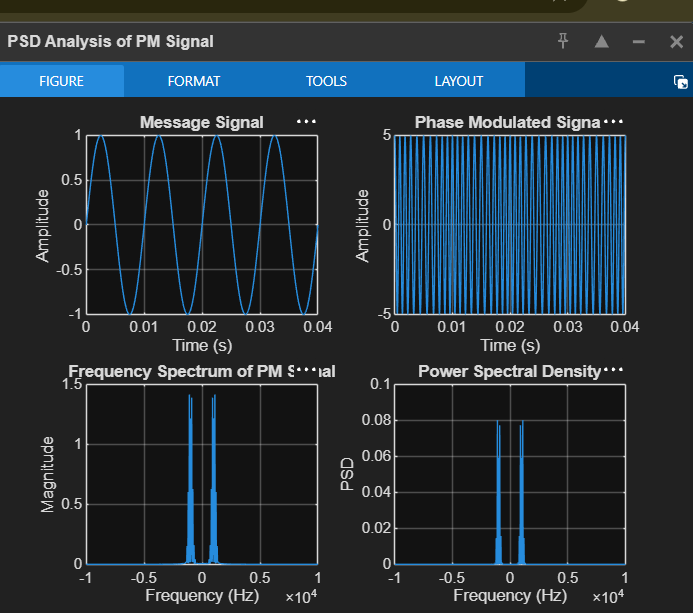 PSD Analysis of PM Signal
FIGURE FORMAT TOOLS LAYOUT
Message Signal ...
1
0.5
0
-0.5
-1
Amplitude
0 0.01 0.02 0.03 0.04
Time (s)
Phase Modulated Signa ...
5
0
-5
Amplitude
0 0.01 0.02 0.03 0.04
Time (s)
Frequency Spectrum of PM S...al
1.5
1
0.5
0
Magnitude
-1 -0.5 0 0.5 1
Frequency (Hz) ×10⁴
Power Spectral Density ...
0.1
0.08
0.06
0.04
0.02
0
PSD
-1 -0.5 0 0.5 1
Frequency (Hz) ×10⁴